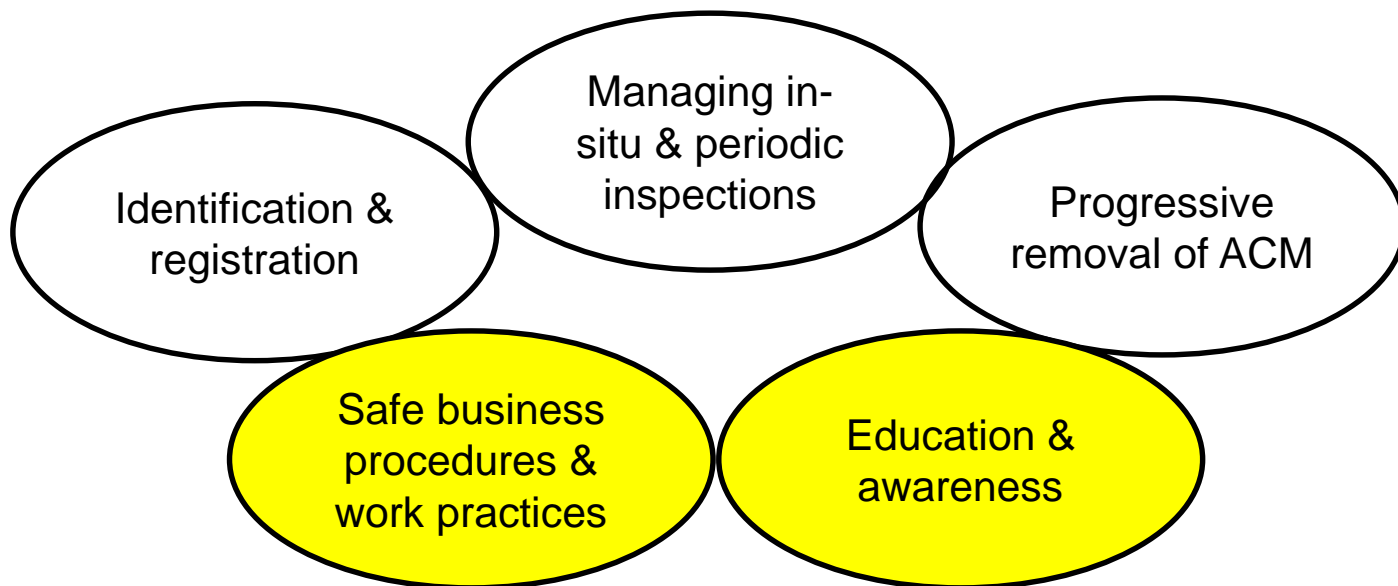 Managing in-
situ & periodic
inspections
Identification &
registration
Progressive
removal of ACM
Safe business
procedures &
work practices
Education &
awareness